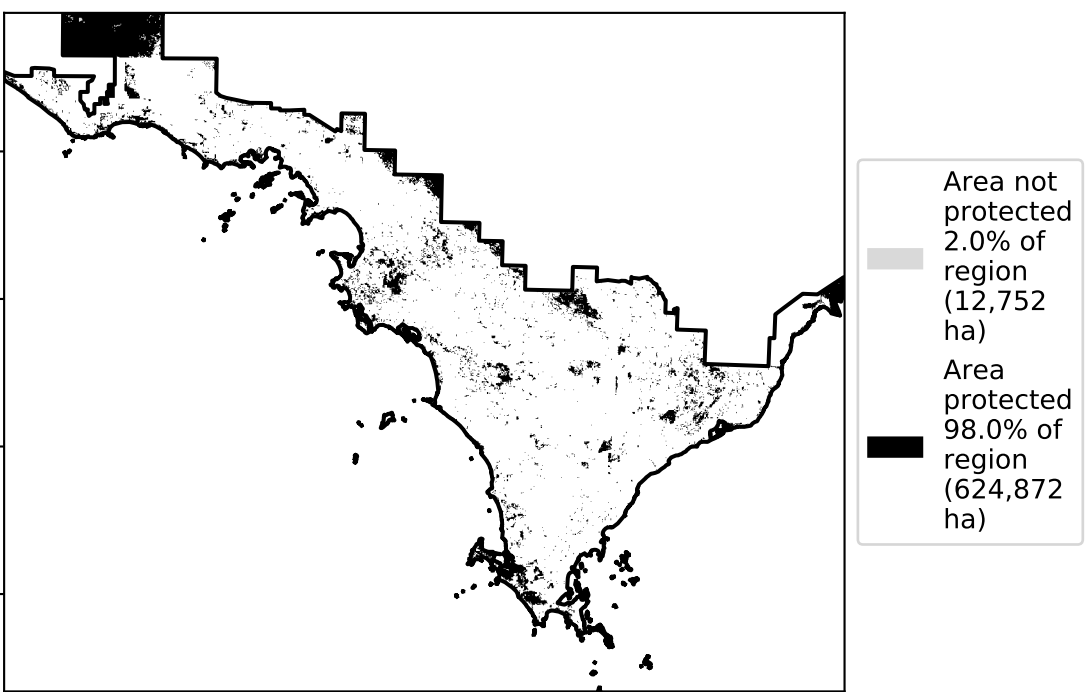 Area not
protected
2.0% of
region
(12,752
ha)
Area
protected
98.0% of
region
(624,872
ha)